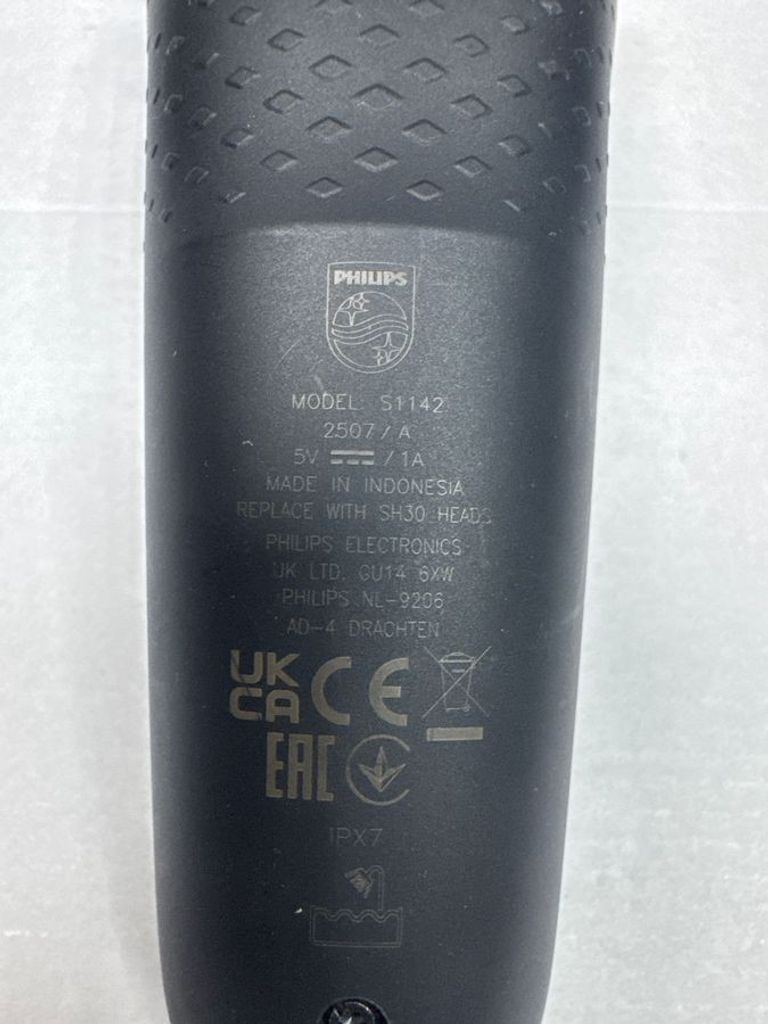 PHILIPS
MODEL S1142
2507 / A
5V ⎓ / 1A
MADE IN INDONESIA
REPLACE WITH SH30 HEADS
PHILIPS ELECTRONICS
UK LTD. GU14 6XW
PHILIPS NL-9206
AD-4 DRACHTEN
UK
CA CE
EAC
IPX7